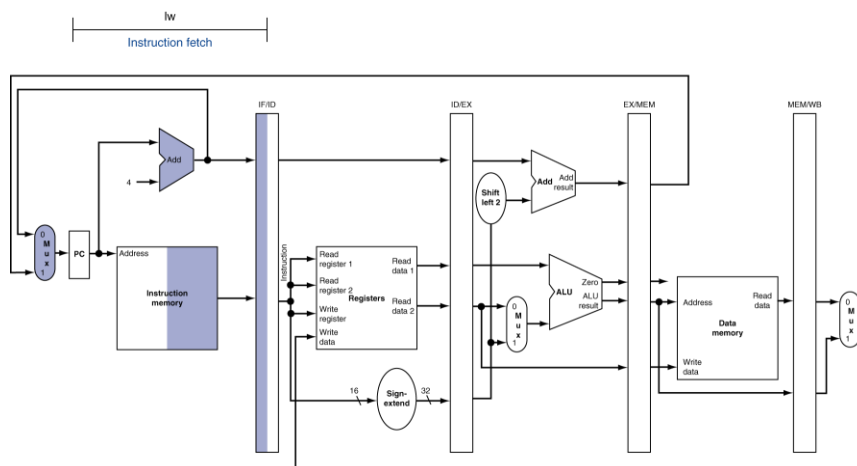 lw
Instruction fetch
IF/ID
ID/EX
EX/MEM
MEM/WB
Add
4
Shift
left 2
Add
Add
result
0
M
u
x
1
PC
Address
Instruction
memory
Instruction
Read
register 1
Read
register 2
Write
register
Write
data
Registers
Read
data 1
Read
data 2
0
M
u
x
1
Zero
ALU
ALU
result
Address
Write
data
Read
data
Data
memory
0
M
u
x
1
16
Sign-
extend
32